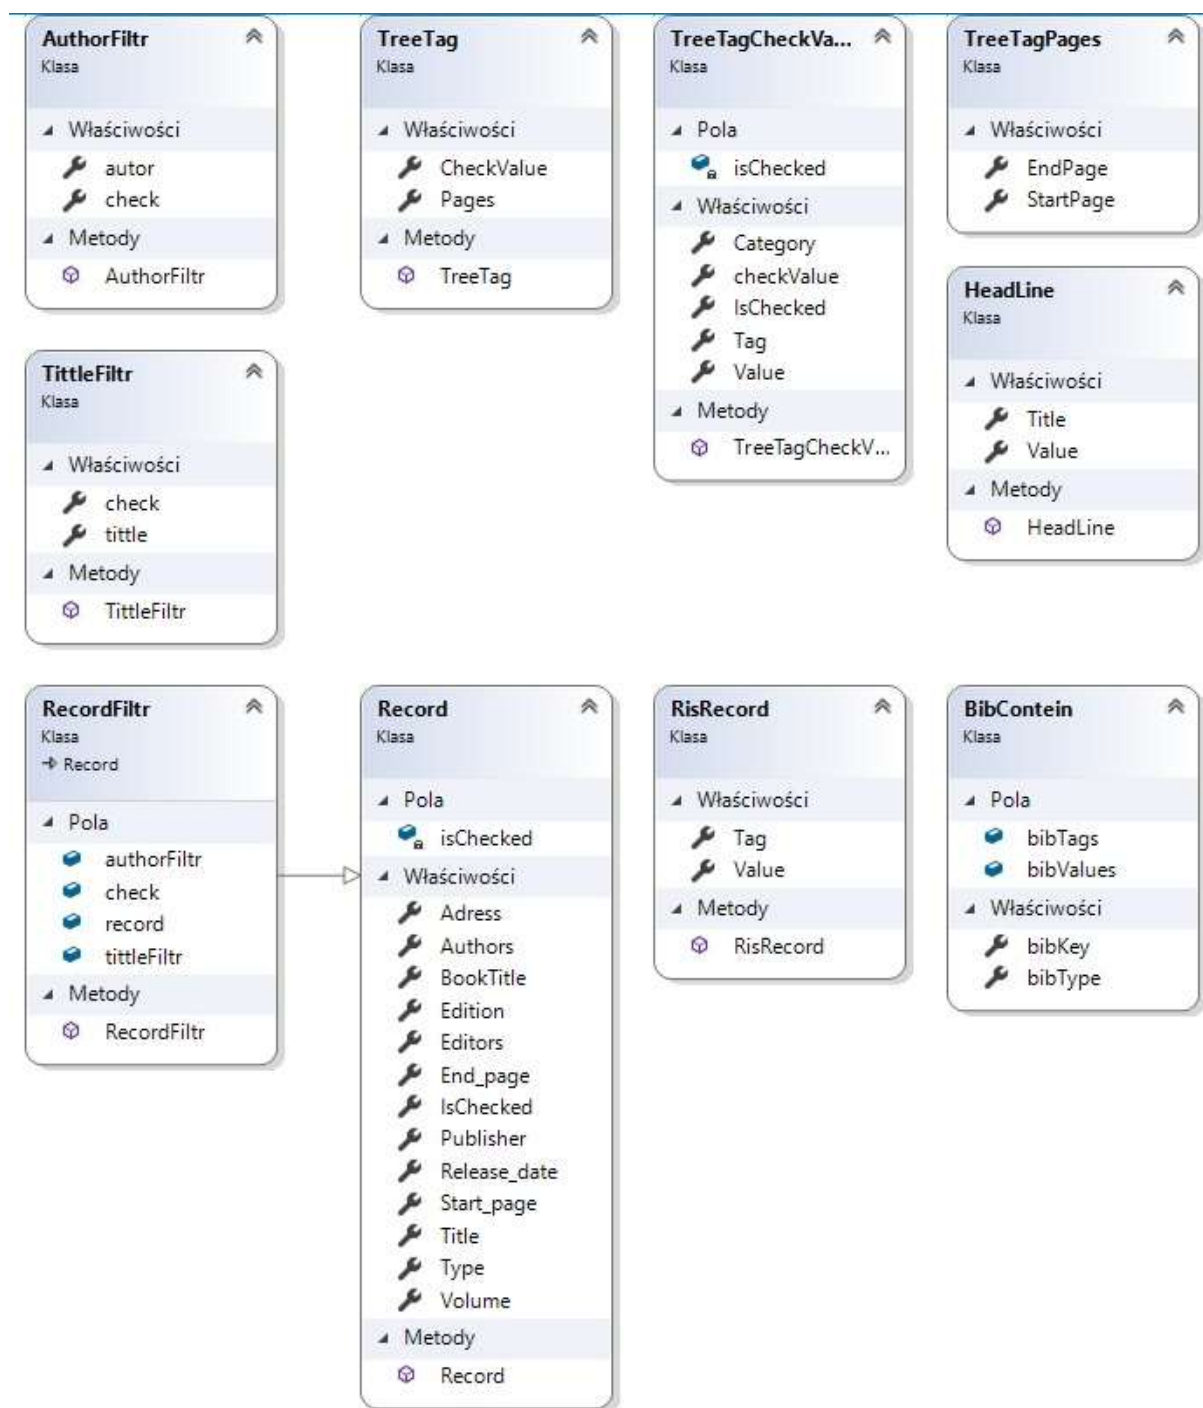 AuthorFiltr
Klasa
Właściwości
autor
check
Metody
AuthorFiltr
TreeTag
Klasa
Właściwości
CheckValue
Pages
Metody
TreeTag
TreeTagCheckVa...
Klasa
Pola
isChecked
Właściwości
Category
checkValue
IsChecked
Tag
Value
Metody
TreeTagCheckV...
TreeTagPages
Klasa
Właściwości
EndPage
StartPage
HeadLine
Klasa
Właściwości
Title
Value
Metody
HeadLine
TittleFiltr
Klasa
Właściwości
check
tittle
Metody
TittleFiltr
RecordFiltr
Klasa
Record
Pola
authorFiltr
check
record
tittleFiltr
Metody
RecordFiltr
Record
Klasa
Pola
isChecked
Właściwości
Adress
Authors
BookTitle
Edition
Editors
End_page
IsChecked
Publisher
Release_date
Start_page
Title
Type
Volume
Metody
Record
RisRecord
Klasa
Właściwości
Tag
Value
Metody
RisRecord
BibContein
Klasa
Pola
bibTags
bibValues
Właściwości
bibKey
bibType